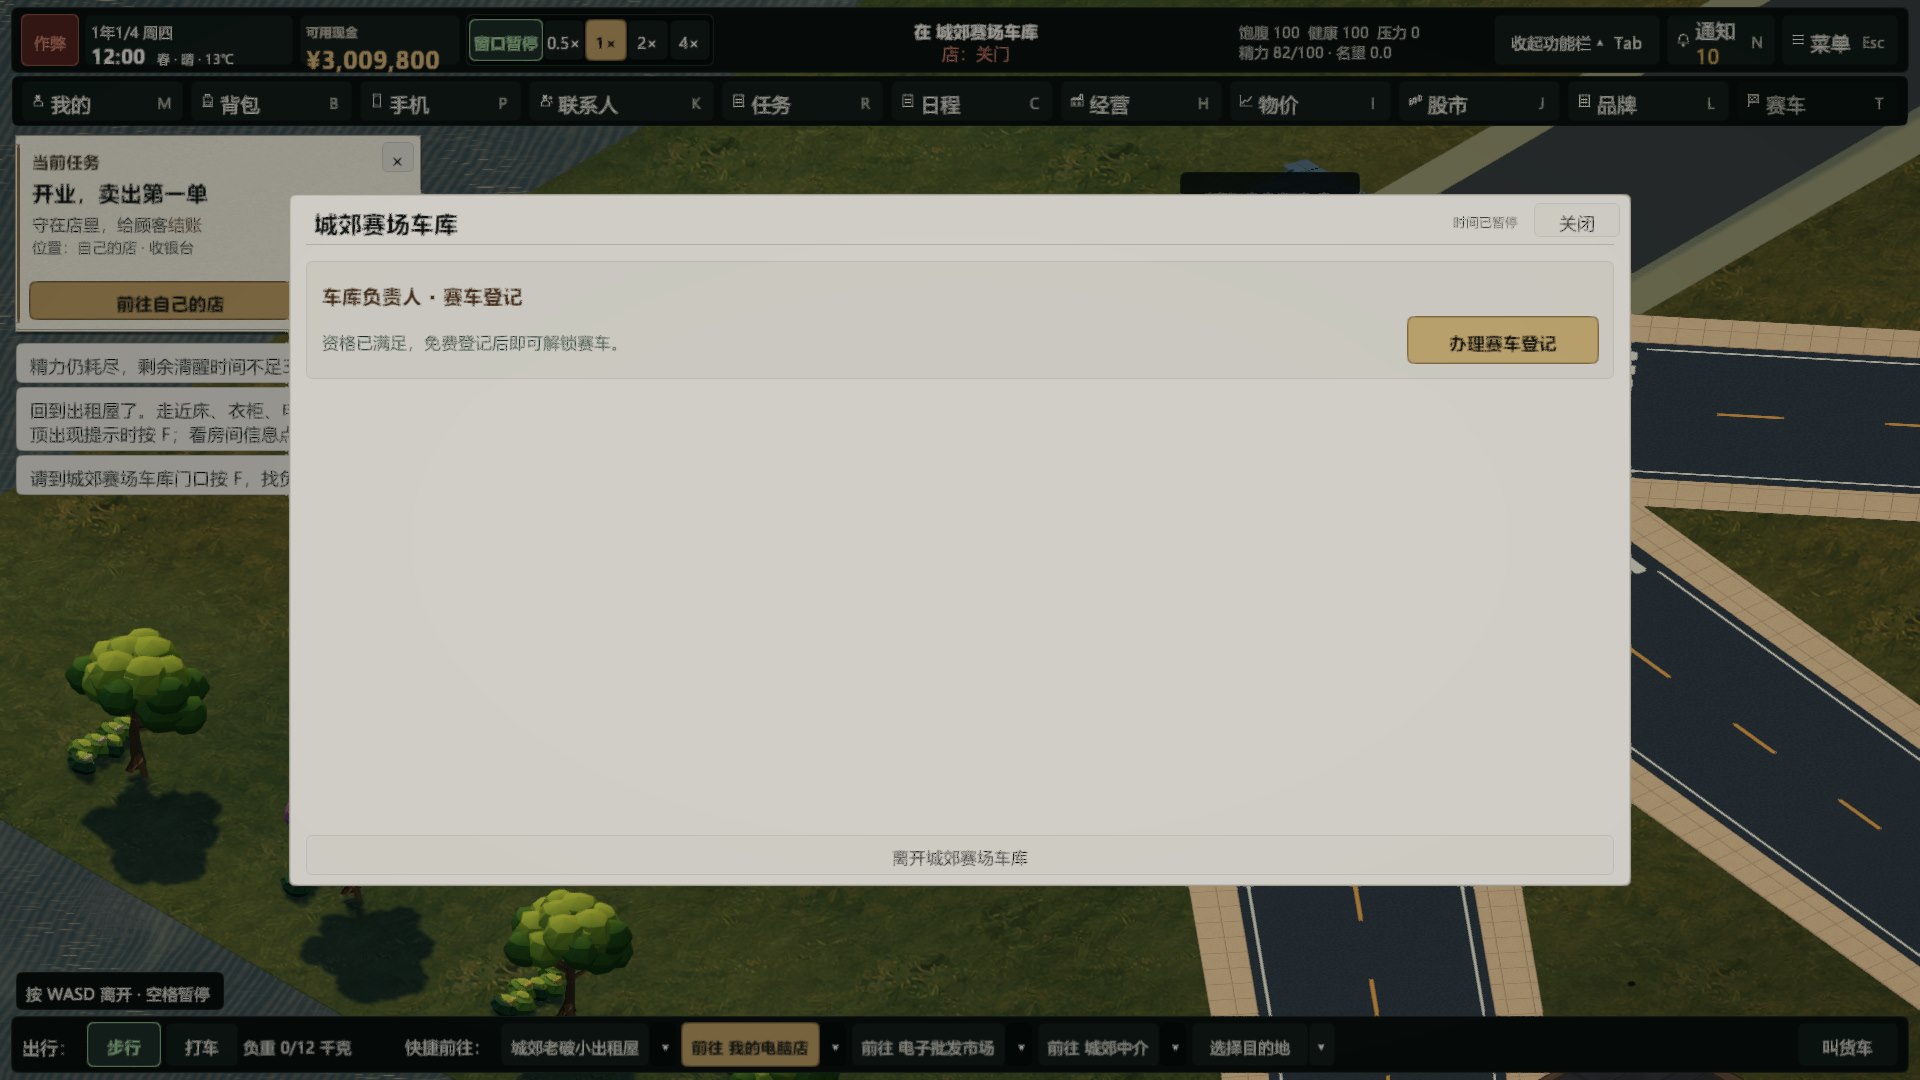 作弊
1年1/4 周四
12:00 春 · 晴 · 13°C
可用现金
¥3,009,800
窗口暂停 0.5× 1× 2× 4×
在 城郊赛场车库
店：关门
饱腹 100 健康 100 压力 0
精力 82/100 · 名望 0.0
收起功能栏 Tab
通知 10 N
菜单 Esc
我的 M
背包 B
手机 P
联系人 K
任务 R
日程 C
经营 H
物价 I
股市 J
品牌 L
赛车 T
当前任务
×
开业，卖出第一单
守在店里，给顾客结账
位置：自己的店 · 收银台
前往自己的店
精力仍耗尽，剩余清醒时间不足
回到出租屋了。走近床、衣柜、
顶出现提示时按 F；看房间信息点
请到城郊赛场车库门口按 F，找
城郊赛场车库
时间已暂停
关闭
车库负责人 · 赛车登记
资格已满足，免费登记后即可解锁赛车。
办理赛车登记
离开城郊赛场车库
按 WASD 离开 · 空格暂停
出行：
步行
打车
负重 0/12 千克
快捷前往：
城郊老破小出租屋
前往 我的电脑店
前往 电子批发市场
前往 城郊中介
选择目的地
叫货车